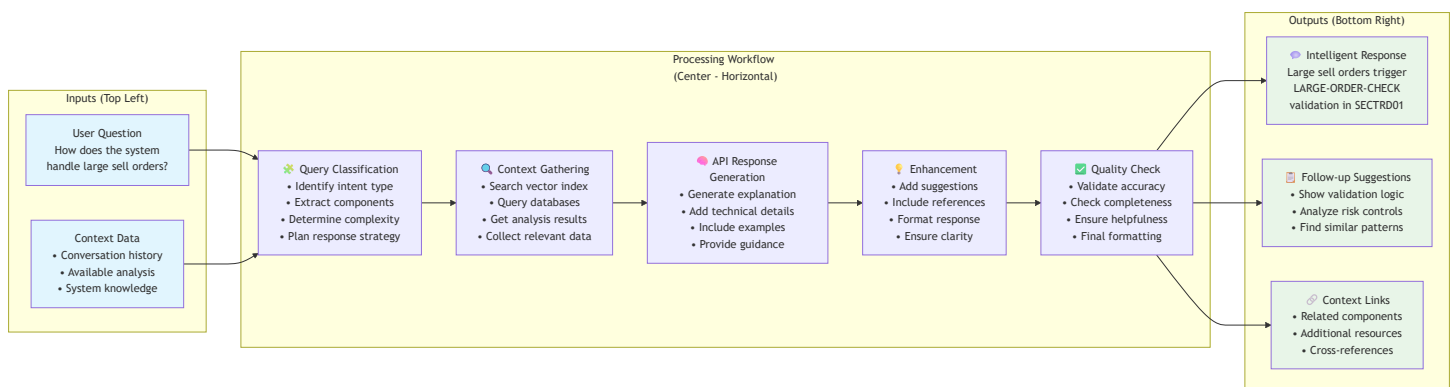 Inputs (Top Left)
User Question
How does the system
handle large sell orders?
Context Data
• Conversation history
• Available analysis
• System knowledge
Processing Workflow
(Center - Horizontal)
Query Classification
• Identify intent type
• Extract components
• Determine complexity
• Plan response strategy
Context Gathering
• Search vector index
• Query databases
• Get analysis results
• Collect relevant data
API Response
Generation
• Generate explanation
• Add technical details
• Include examples
• Provide guidance
Enhancement
• Add suggestions
• Include references
• Format response
• Ensure clarity
Quality Check
• Validate accuracy
• Check completeness
• Ensure helpfulness
• Final formatting
Outputs (Bottom Right)
Intelligent Response
Large sell orders trigger
LARGE-ORDER-CHECK
validation in SECTRD01
Follow-up Suggestions
• Show validation logic
• Analyze risk controls
• Find similar patterns
Context Links
• Related components
• Additional resources
• Cross-references